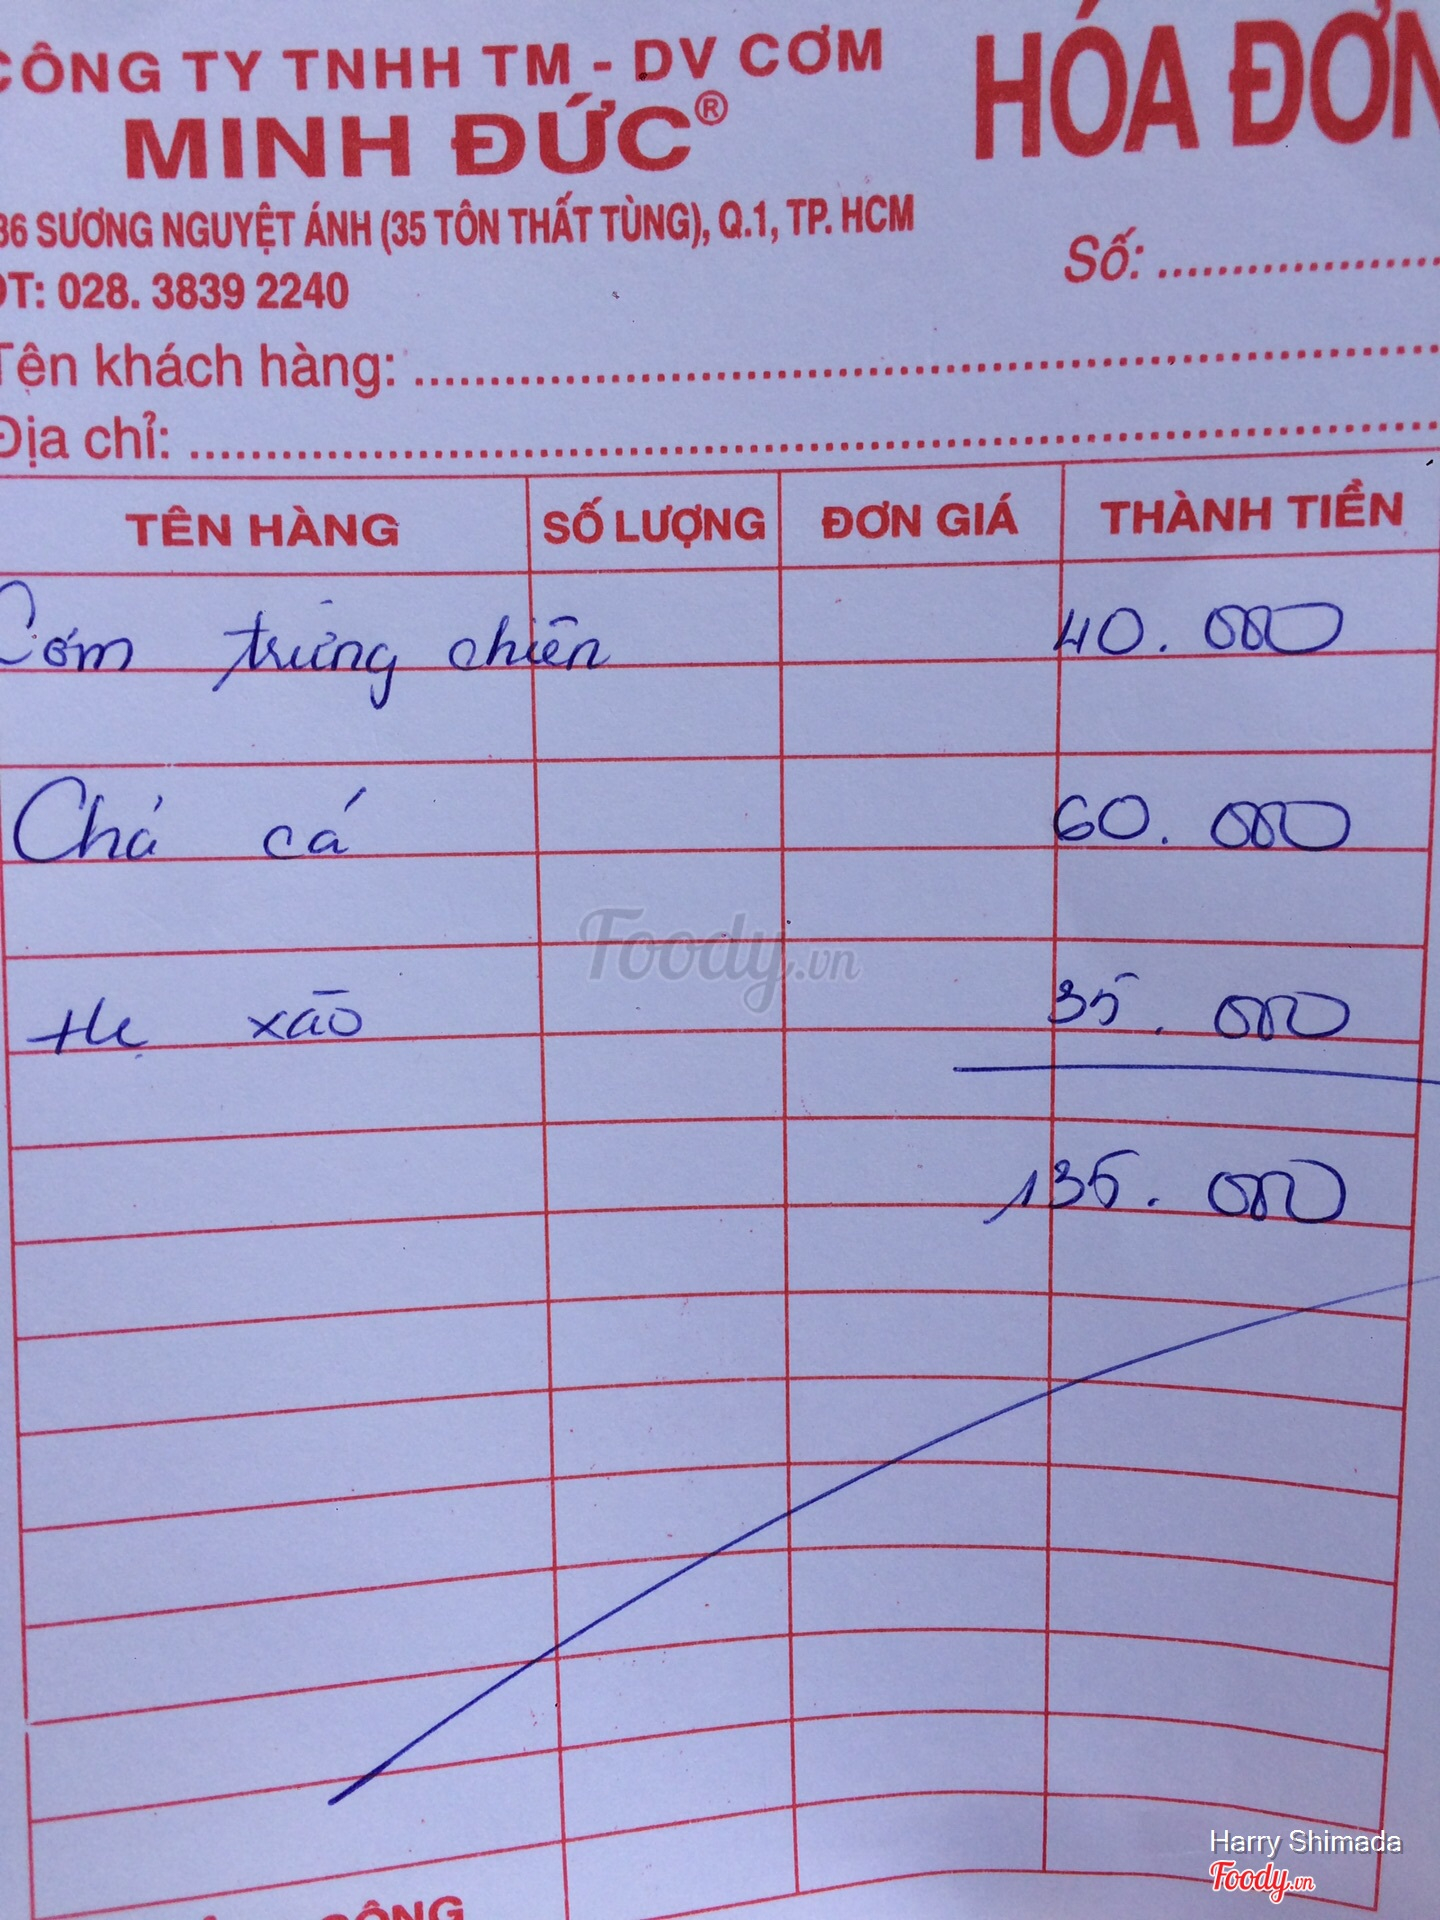 CÔNG TY TNHH TM - DV CƠM
MINH ĐỨC®
HÓA ĐƠN
36 SƯƠNG NGUYỆT ÁNH (35 TÔN THẤT TÙNG), Q.1, TP. HCM
ĐT: 028. 3839 2240
Số:
Tên khách hàng:
Địa chỉ:
TÊN HÀNG SỐ LƯỢNG ĐƠN GIÁ THÀNH TIỀN
Cơm trứng chiên 40.000
Chả cá 60.000
Foody.vn
Hẹ xào 35.000
135.000
Harry Shimada
Foody.vn
CỘNG